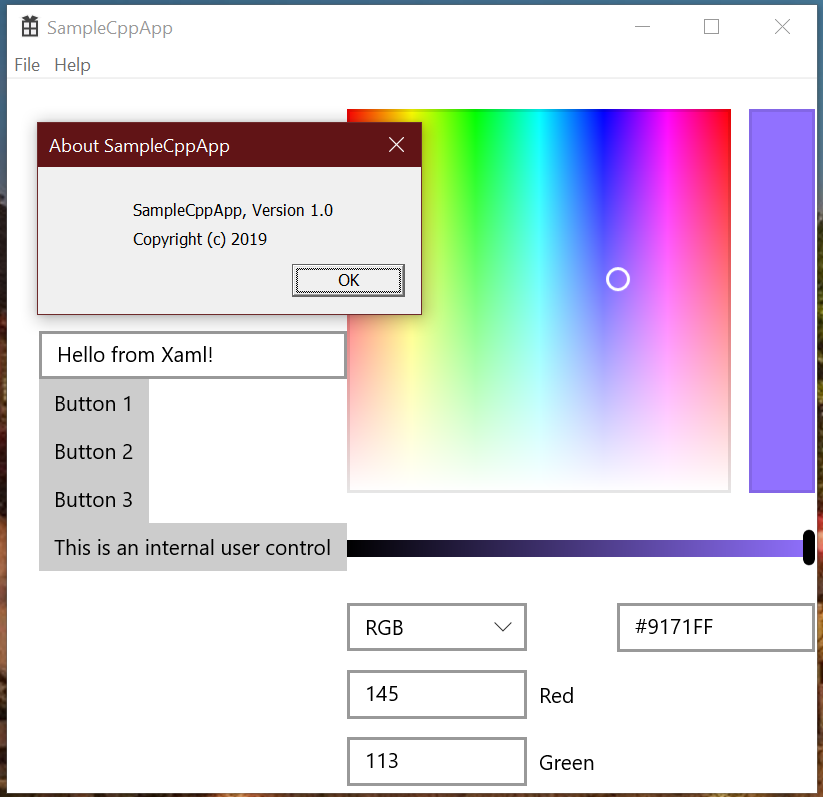 SampleCppApp
File Help
About SampleCppApp
SampleCppApp, Version 1.0
Copyright (c) 2019
OK
Hello from Xaml!
Button 1
Button 2
Button 3
This is an internal user control
RGB
#9171FF
145 Red
113 Green